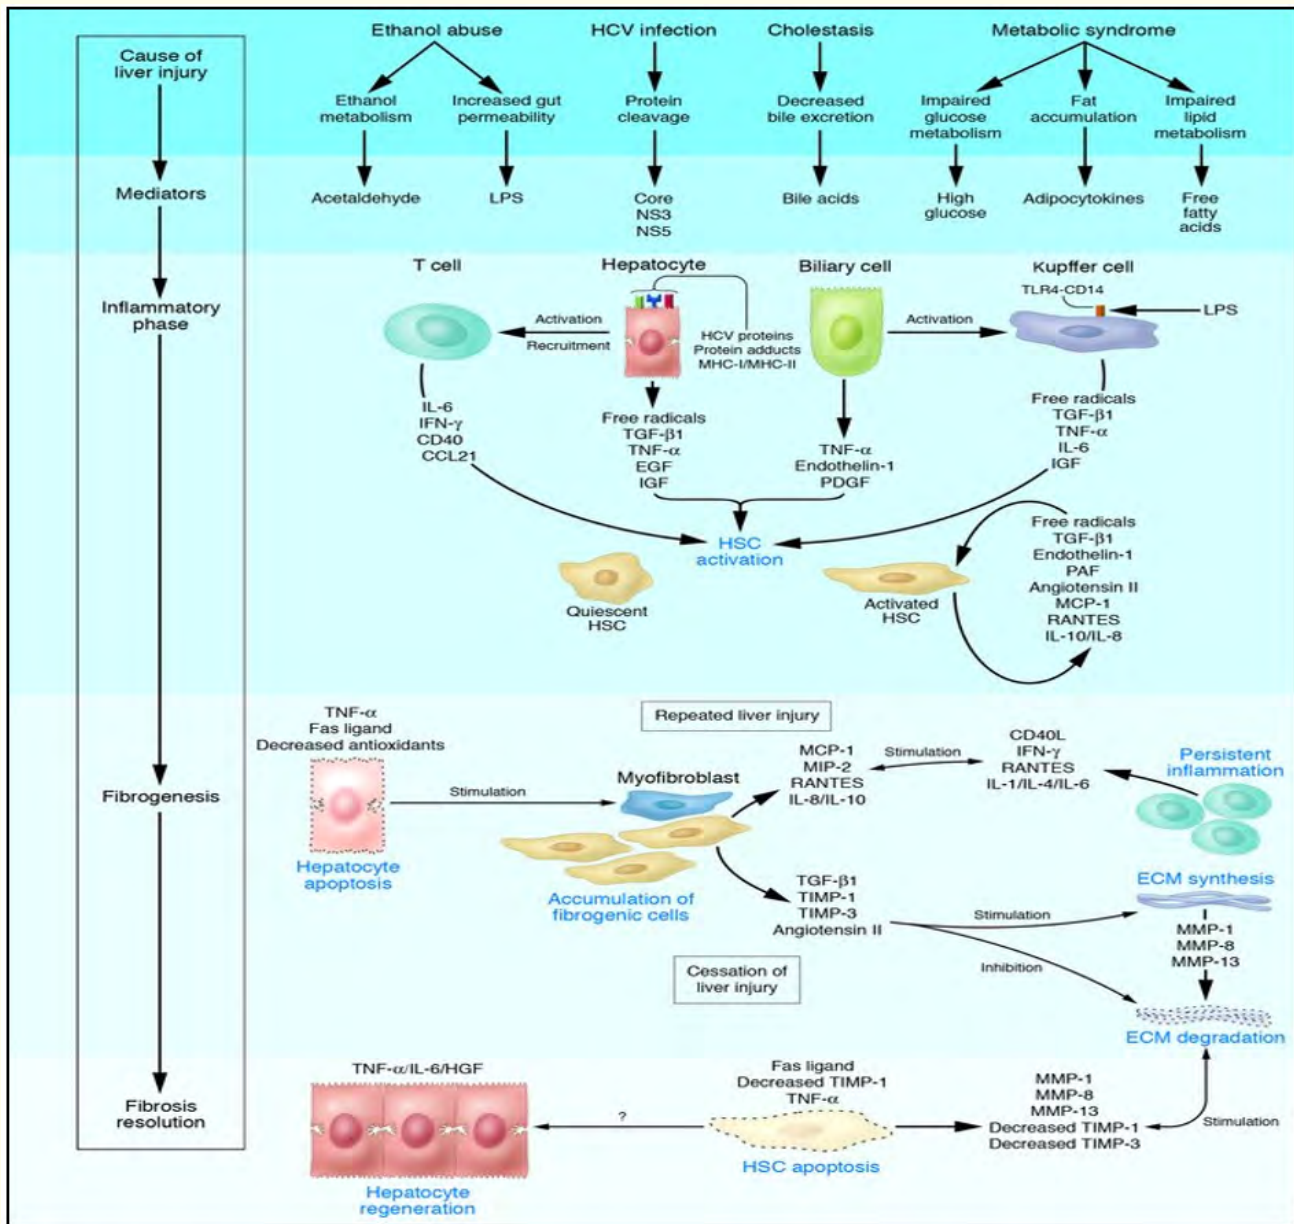 Cause of
liver injury
Mediators
Inflammatory
phase
Fibrogenesis
Fibrosis
resolution
Ethanol abuse
HCV infection
Cholestasis
Metabolic syndrome
Ethanol
metabolism
Increased gut
permeability
Protein
cleavage
Decreased
bile excretion
Impaired
glucose
metabolism
Fat
accumulation
Impaired
lipid
metabolism
Acetaldehyde
LPS
Core
NS3
NS5
Bile acids
High
glucose
Adipocytokines
Free
fatty
acids
T cell
Hepatocyte
Biliary cell
Kupffer cell
TLR4-CD14
LPS
Activation
Recruitment
HCV proteins
Protein adducts
MHC-I/MHC-II
Activation
IL-6
IFN-γ
CD40
CCL21
Free radicals
TGF-β1
TNF-α
EGF
IGF
TNF-α
Endothelin-1
PDGF
Free radicals
TGF-β1
TNF-α
IL-6
IGF
HSC
activation
Quiescent
HSC
Activated
HSC
Free radicals
TGF-β1
Endothelin-1
PAF
Angiotensin II
MCP-1
RANTES
IL-10/IL-8
Repeated liver injury
TNF-α
Fas ligand
Decreased antioxidants
Hepatocyte
apoptosis
Stimulation
Myofibroblast
Accumulation of
fibrogenic cells
MCP-1
MIP-2
RANTES
IL-8/IL-10
Stimulation
CD40L
IFN-γ
RANTES
IL-1/IL-4/IL-6
Persistent
inflammation
TGF-β1
TIMP-1
TIMP-3
Angiotensin II
Stimulation
Inhibition
ECM synthesis
MMP-1
MMP-8
MMP-13
ECM degradation
Cessation of
liver injury
TNF-α/IL-6/HGF
Hepatocyte
regeneration
?
Fas ligand
Decreased TIMP-1
TNF-α
HSC apoptosis
MMP-1
MMP-8
MMP-13
Decreased TIMP-1
Decreased TIMP-3
Stimulation